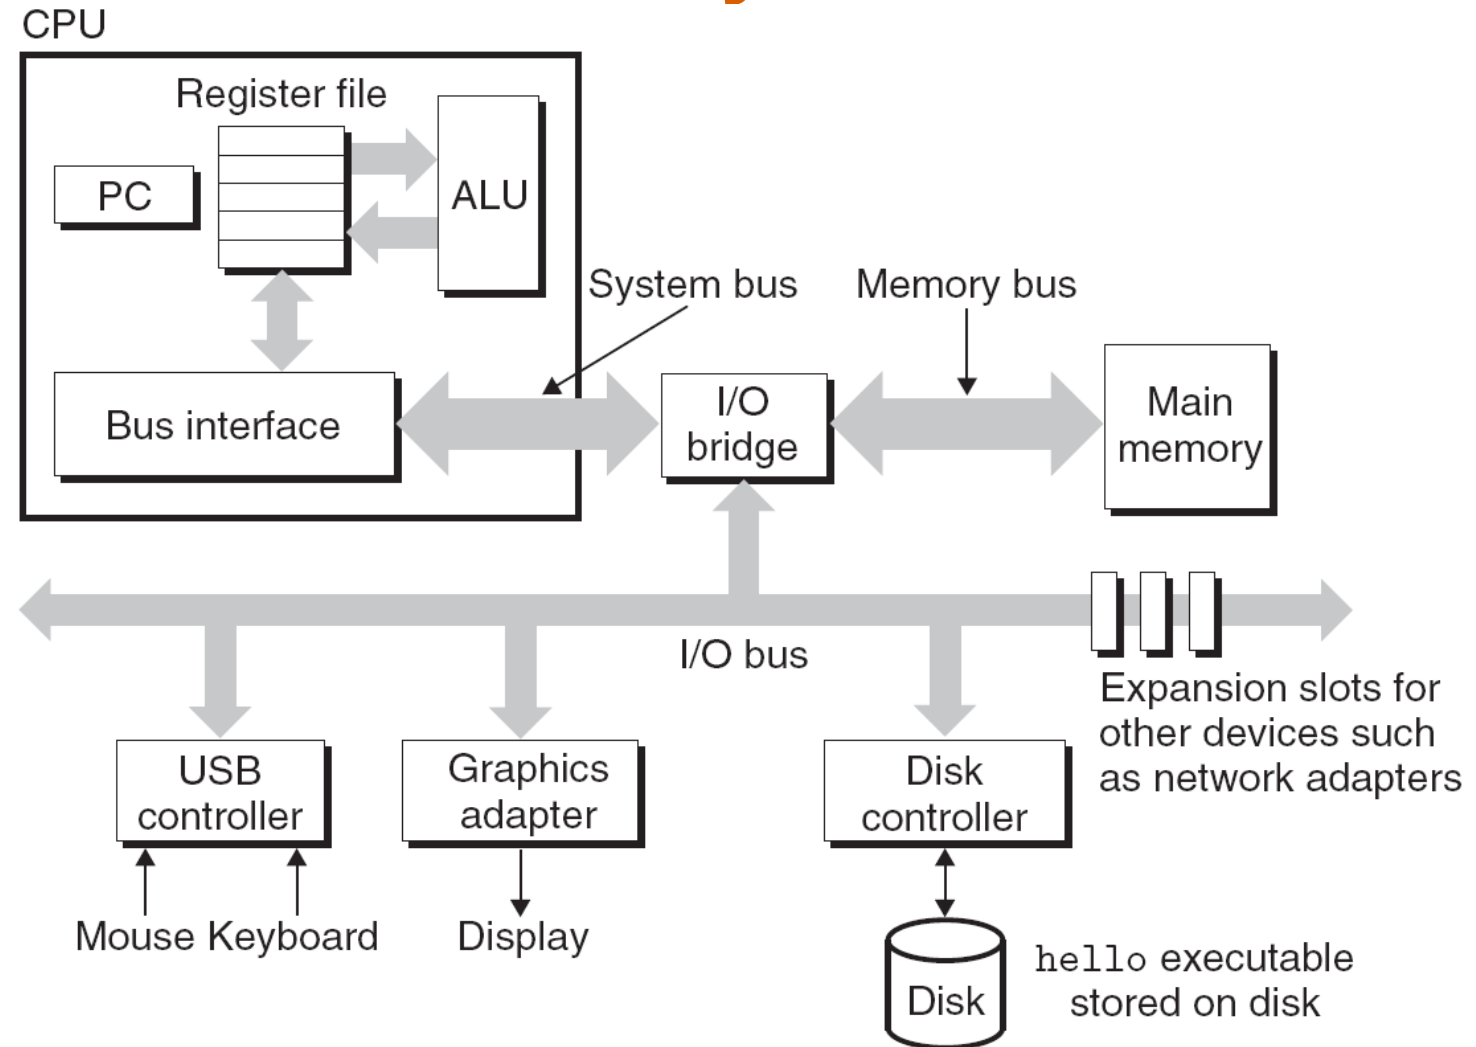 CPU
Register file
PC
ALU
System bus
Memory bus
Bus interface
I/O
bridge
Main
memory
I/O bus
Expansion slots for
other devices such
as network adapters
USB
controller
Graphics
adapter
Disk
controller
Mouse Keyboard
Display
Disk
hello executable
stored on disk